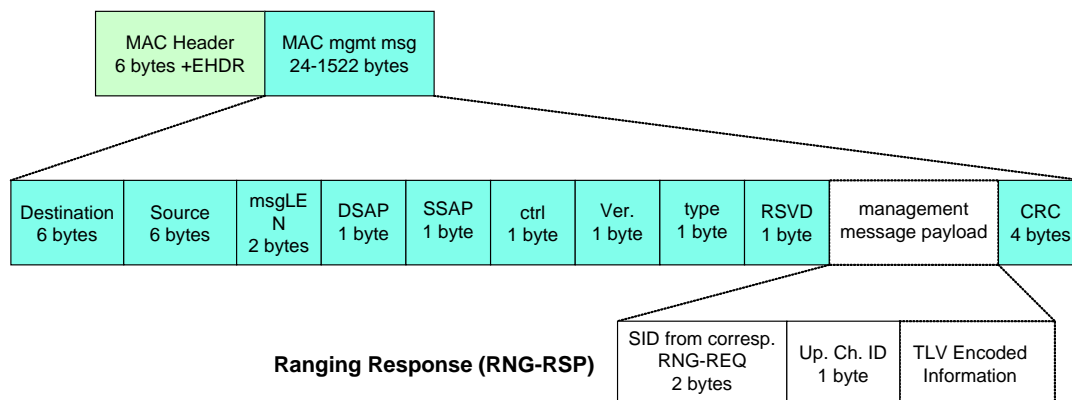 MAC Header
6 bytes +EHDR
MAC mgmt msg
24-1522 bytes
Destination
6 bytes
Source
6 bytes
msgLE
N
2 bytes
DSAP
1 byte
SSAP
1 byte
ctrl
1 byte
Ver.
1 byte
type
1 byte
RSVD
1 byte
management
message payload
CRC
4 bytes
Ranging Response (RNG-RSP)
SID from corresp.
RNG-REQ
2 bytes
Up. Ch. ID
1 byte
TLV Encoded
Information